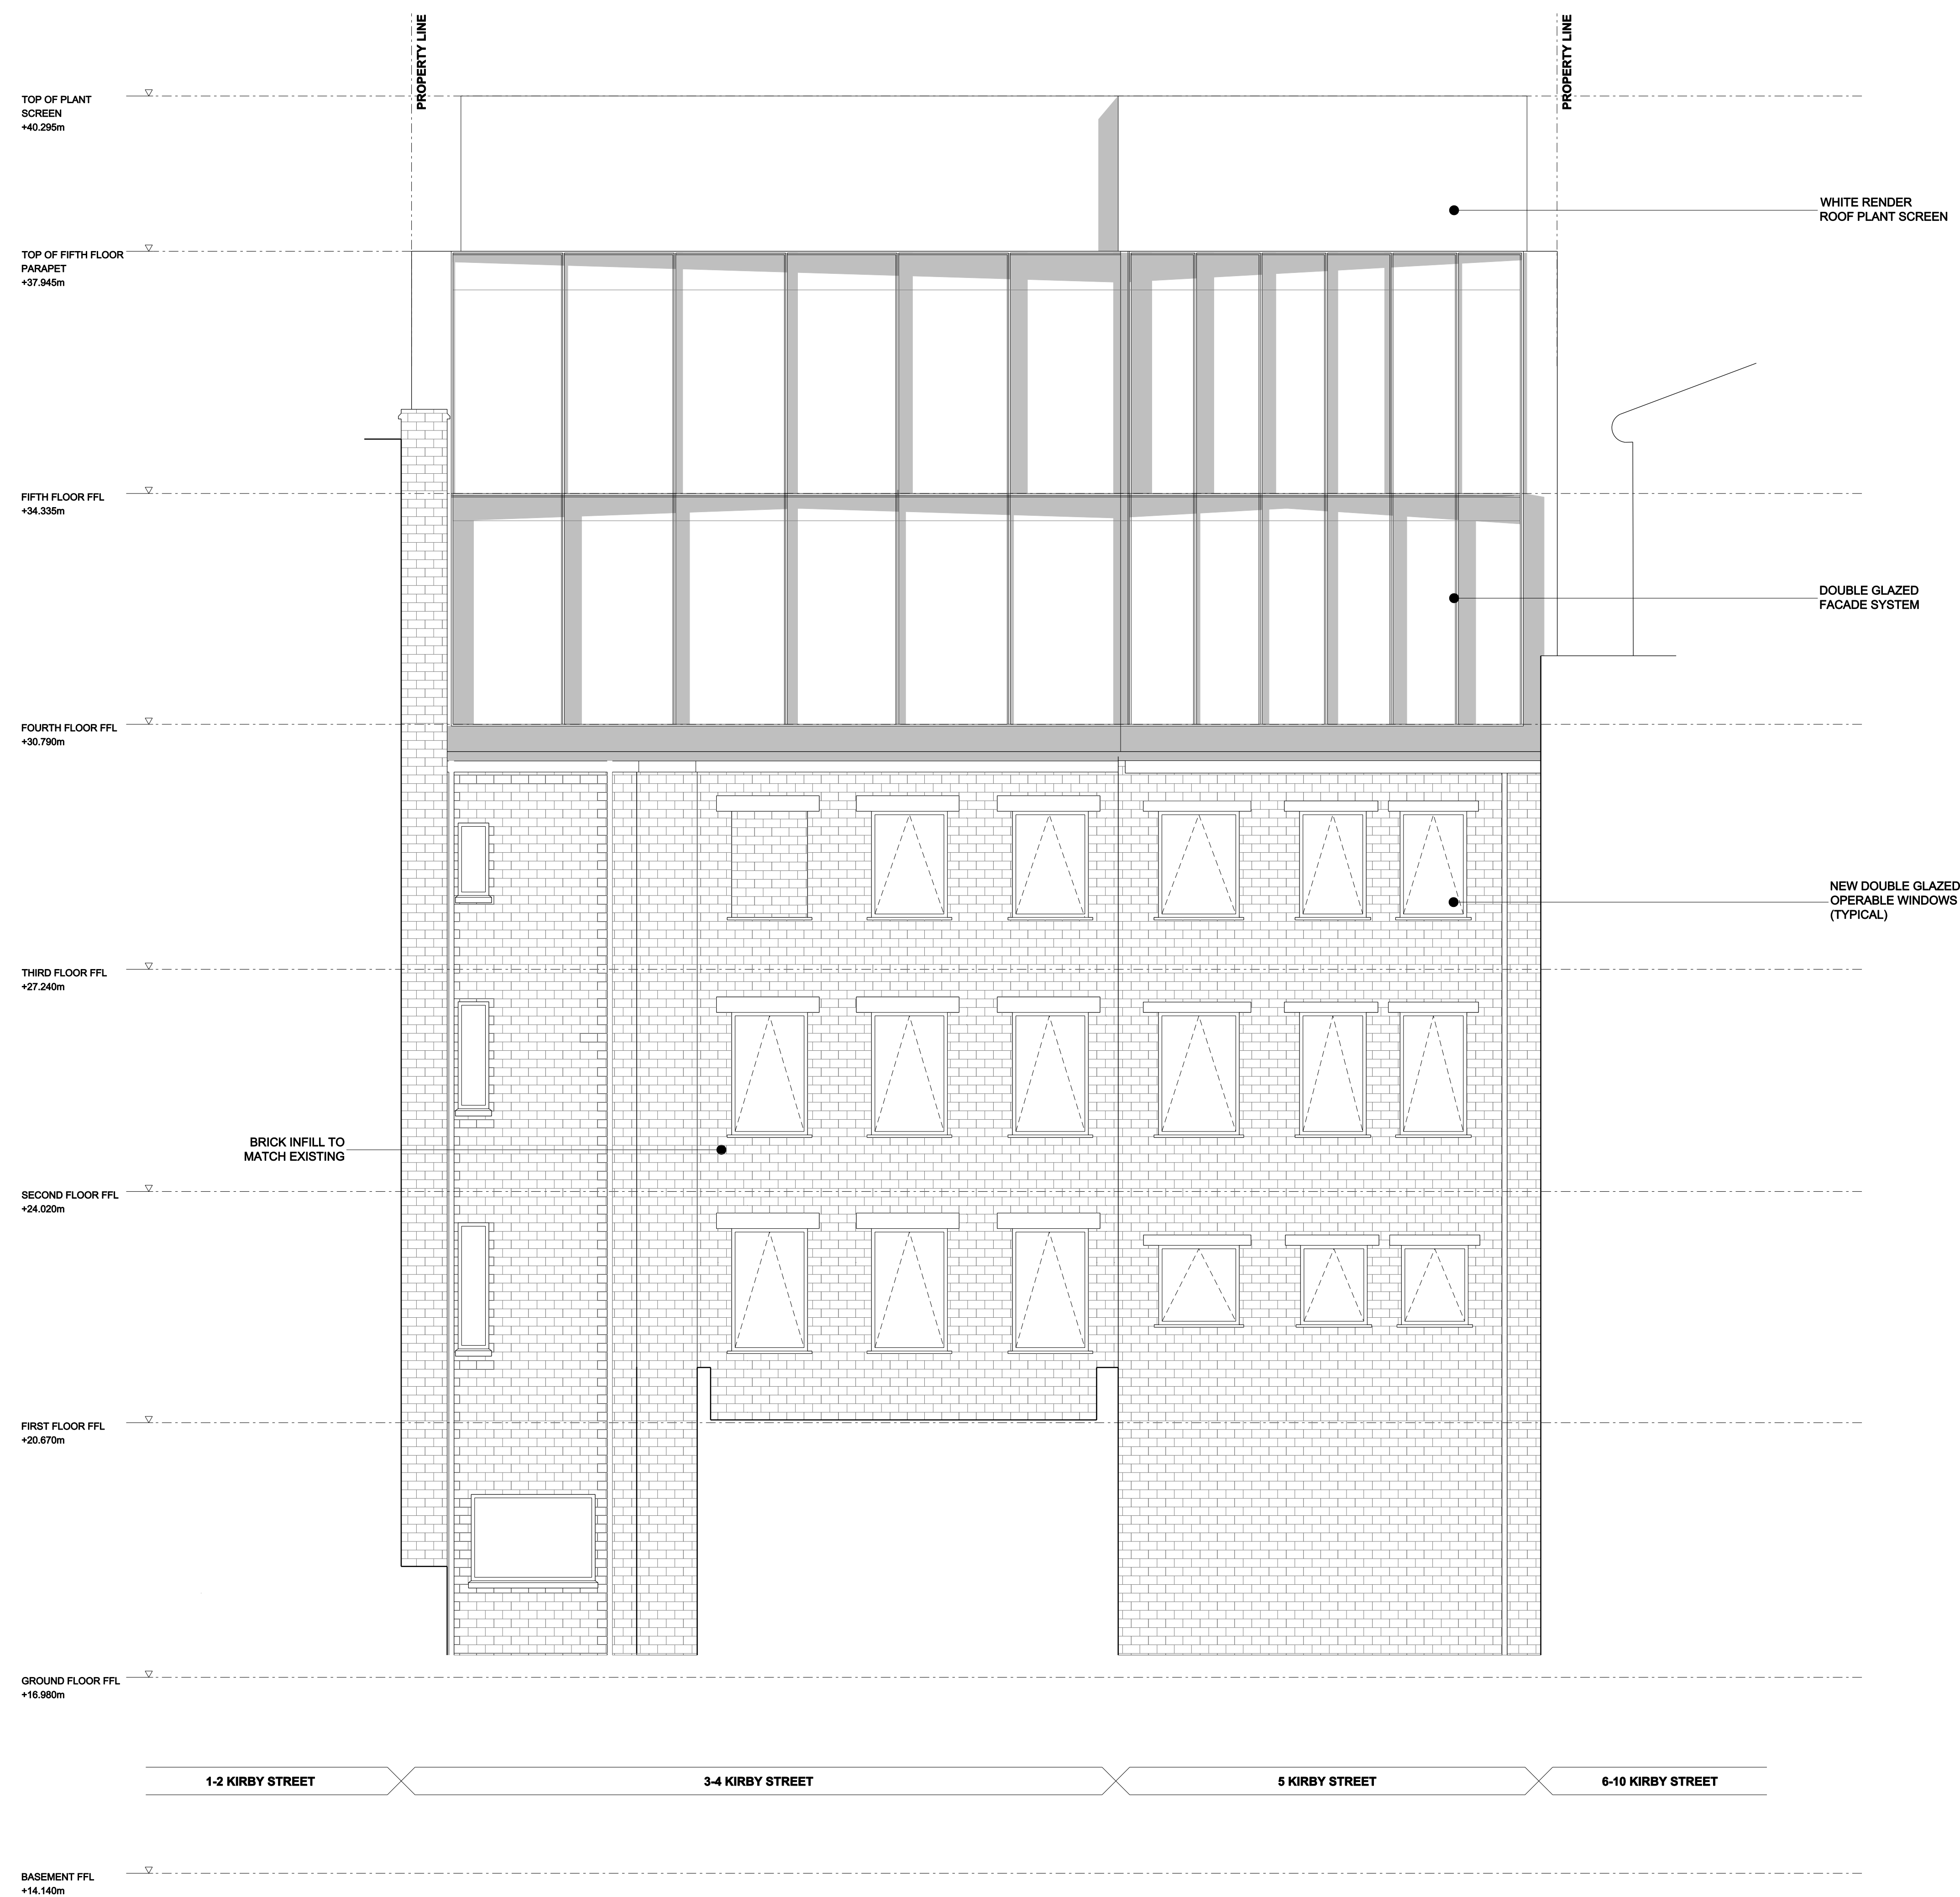 PROPERTY LINE
PROPERTY LINE
TOP OF PLANT
SCREEN
+40.295m
WHITE RENDER
ROOF PLANT SCREEN
TOP OF FIFTH FLOOR
PARAPET
+37.945m
FIFTH FLOOR FFL
+34.335m
DOUBLE GLAZED
FACADE SYSTEM
FOURTH FLOOR FFL
+30.790m
NEW DOUBLE GLAZED
OPERABLE WINDOWS
(TYPICAL)
THIRD FLOOR FFL
+27.240m
BRICK INFILL TO
MATCH EXISTING
SECOND FLOOR FFL
+24.020m
FIRST FLOOR FFL
+20.670m
GROUND FLOOR FFL
+16.980m
1-2 KIRBY STREET
3-4 KIRBY STREET
5 KIRBY STREET
6-10 KIRBY STREET
BASEMENT FFL
+14.140m